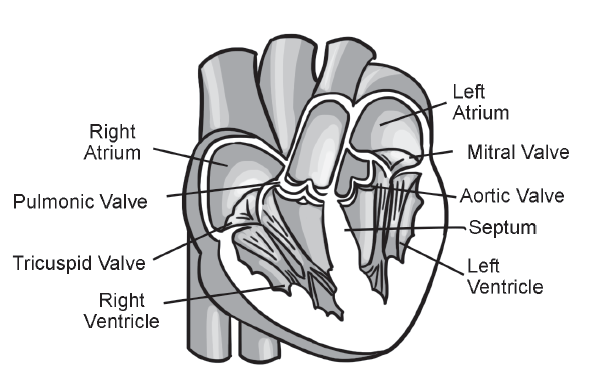 Right
Atrium
Pulmonic Valve
Tricuspid Valve
Right
Ventricle
Left
Atrium
Mitral Valve
Aortic Valve
Septum
Left
Ventricle